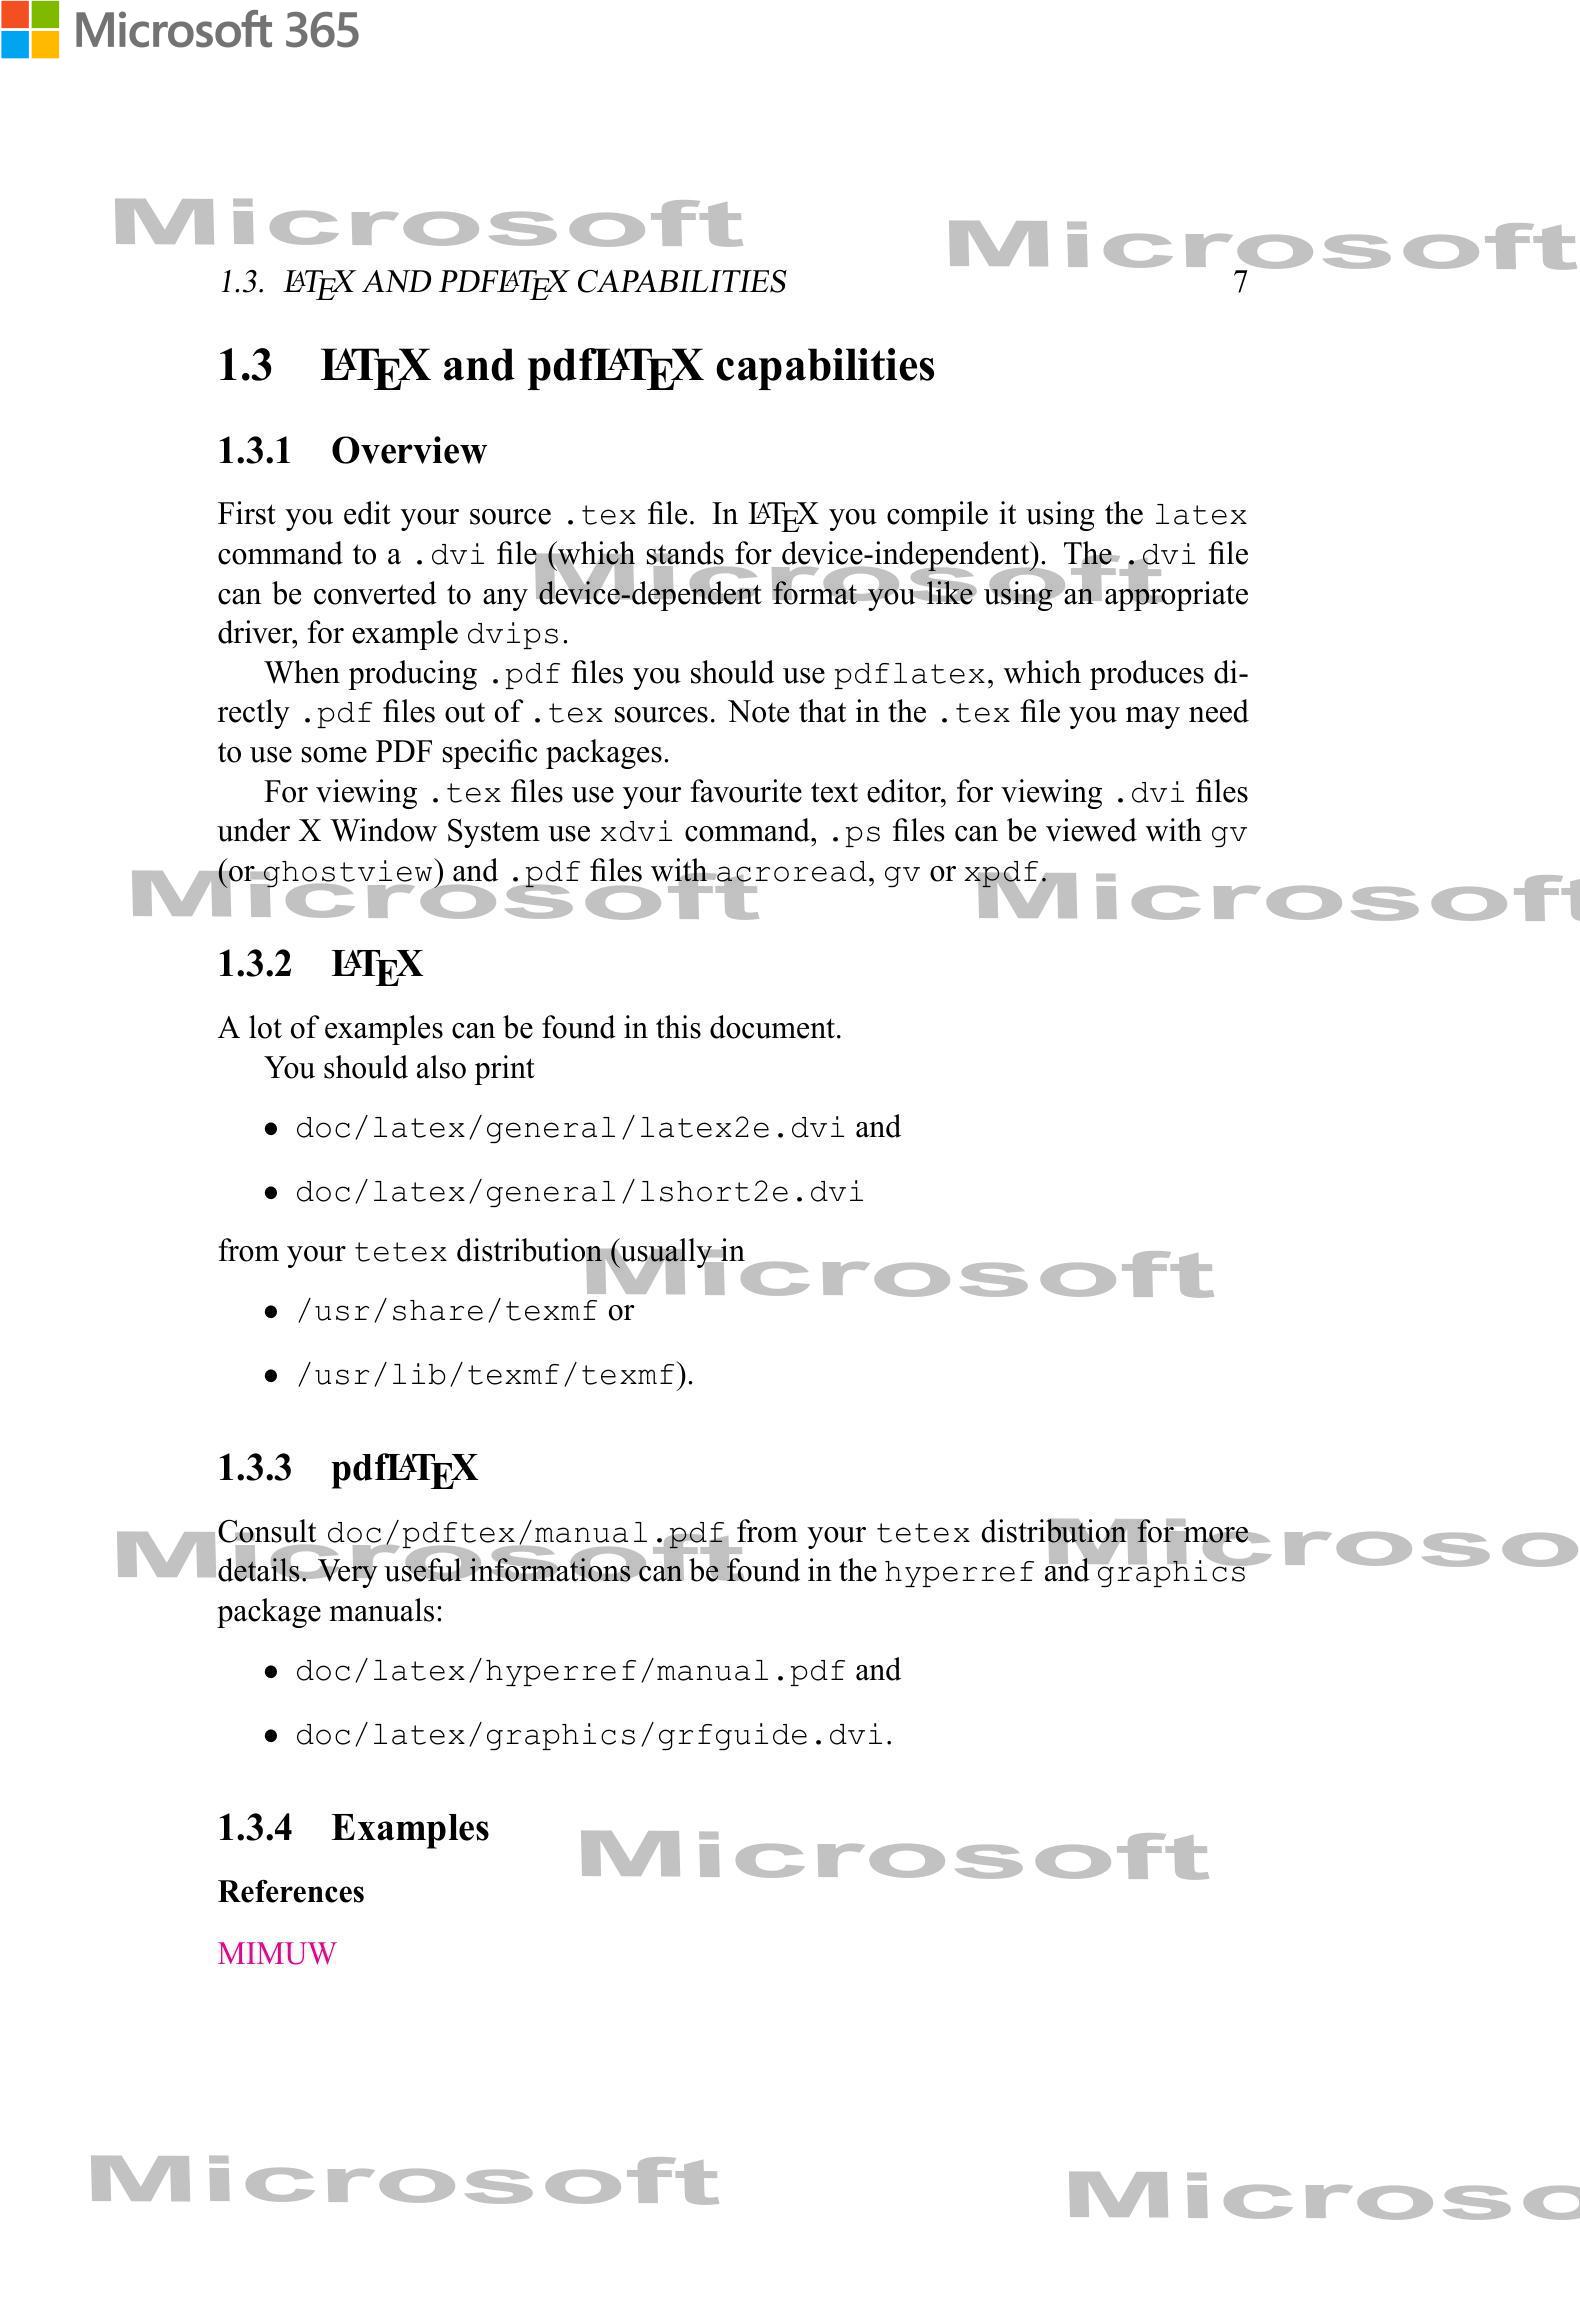 Microsoft 365
Microsoft
Microsoft
1.3. LATEX AND PDFLATEX CAPABILITIES 7
1.3 LATEX and pdfLATEX capabilities
1.3.1 Overview
First you edit your source .tex file. In LATEX you compile it using the latex
command to a .dvi file (which stands for device-independent). The .dvi file
Microsoft
can be converted to any device-dependent format you like using an appropriate
driver, for example dvips.
When producing .pdf files you should use pdflatex, which produces di-
rectly .pdf files out of .tex sources. Note that in the .tex file you may need
to use some PDF specific packages.
For viewing .tex files use your favourite text editor, for viewing .dvi files
under X Window System use xdvi command, .ps files can be viewed with gv
(or ghostview) and .pdf files with acroread, gv or xpdf.
Microsoft
Microsoft
1.3.2 LATEX
A lot of examples can be found in this document.
You should also print
• doc/latex/general/latex2e.dvi and
• doc/latex/general/lshort2e.dvi
from your tetex distribution (usually in
Microsoft
• /usr/share/texmf or
• /usr/lib/texmf/texmf).
1.3.3 pdfLATEX
Consult doc/pdftex/manual.pdf from your tetex distribution for more
Microsoft
Microso
details. Very useful informations can be found in the hyperref and graphics
package manuals:
• doc/latex/hyperref/manual.pdf and
• doc/latex/graphics/grfguide.dvi.
1.3.4 Examples
Microsoft
References
MIMUW
Microsoft
Microso